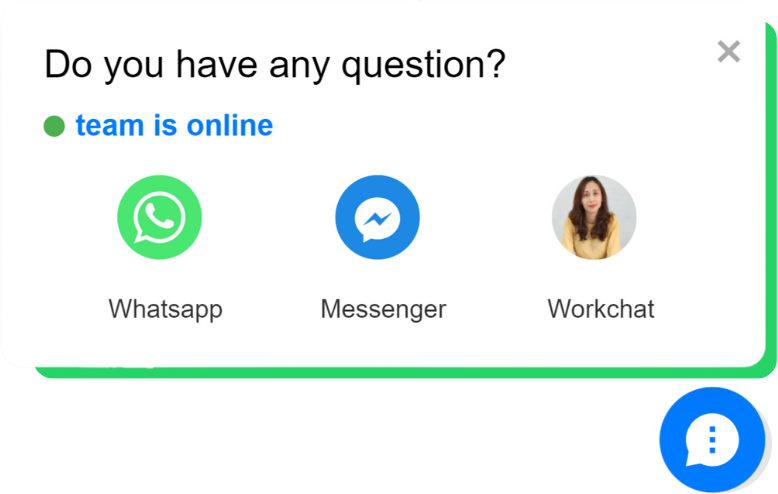 Do you have any question?
team is online
Whatsapp Messenger Workchat